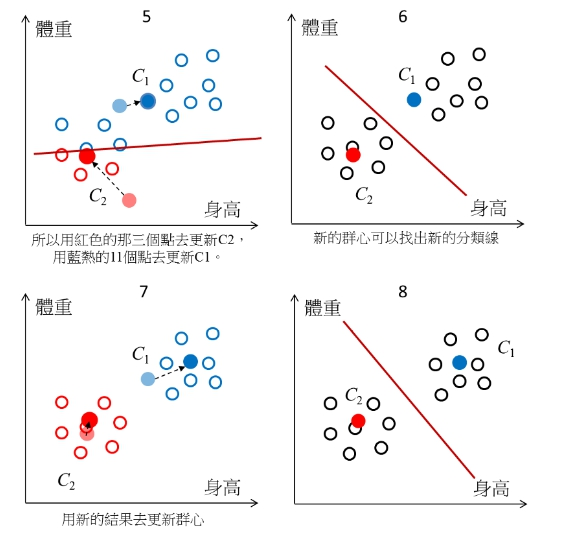 5
體重
C1
C2
身高
所以用紅色的那三個點去更新C2，
用藍熱的11個點去更新C1。
6
體重
C1
C2
身高
新的群心可以找出新的分類線
7
體重
C1
C2
身高
用新的結果去更新群心
8
體重
C1
C2
身高